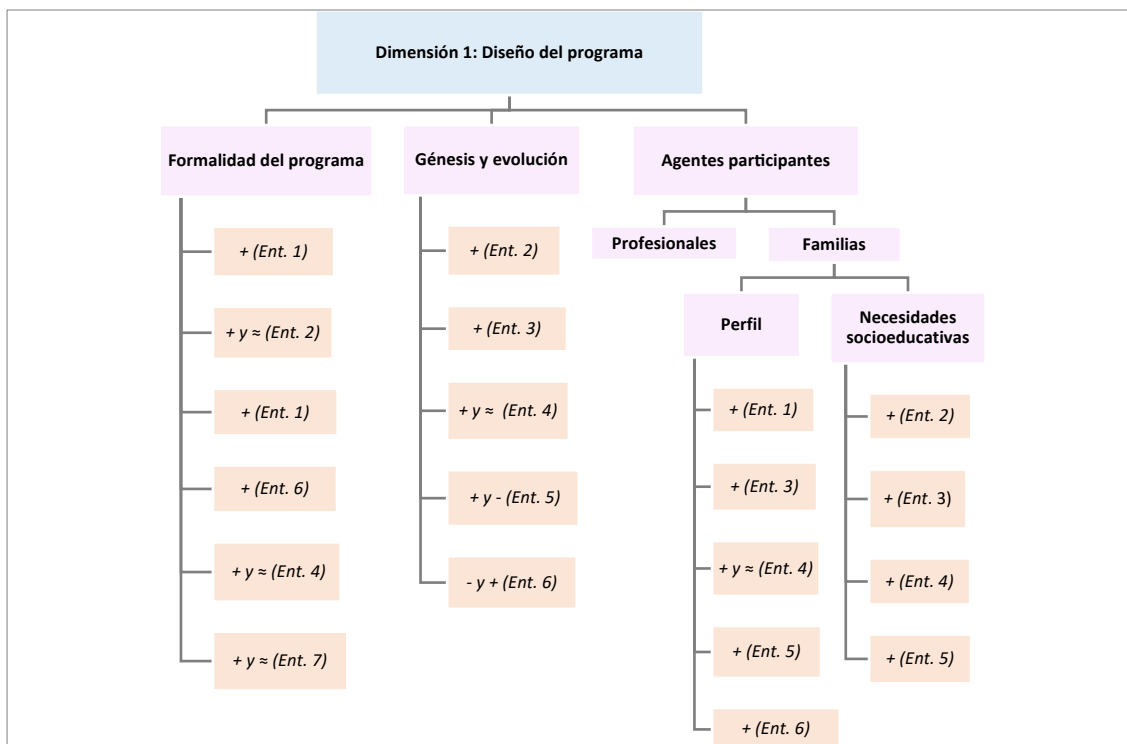 Dimensión 1: Diseño del programa
Formalidad del programa
Génesis y evolución
Agentes participantes
Profesionales
Familias
Perfil
Necesidades
socioeducativas
+ (Ent. 1)
+ y ≈ (Ent. 2)
+ (Ent. 1)
+ (Ent. 6)
+ y ≈ (Ent. 4)
+ y ≈ (Ent. 7)
+ (Ent. 2)
+ (Ent. 3)
+ y ≈ (Ent. 4)
+ y - (Ent. 5)
- y + (Ent. 6)
+ (Ent. 1)
+ (Ent. 3)
+ y ≈ (Ent. 4)
+ (Ent. 5)
+ (Ent. 6)
+ (Ent. 2)
+ (Ent. 3)
+ (Ent. 4)
+ (Ent. 5)